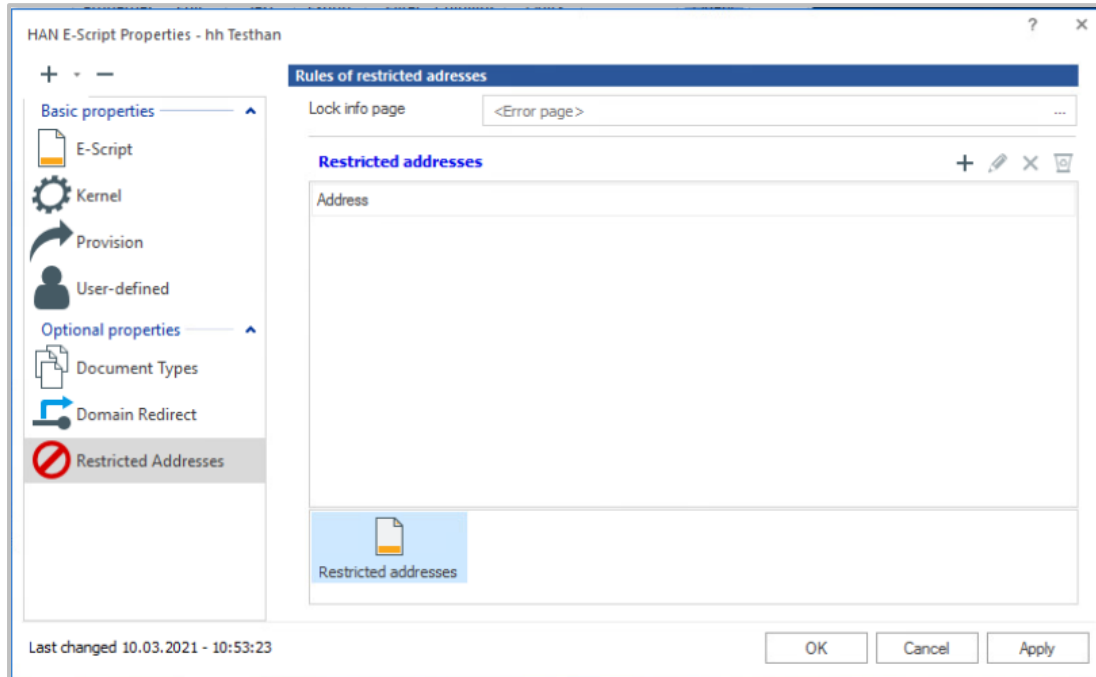 HAN E-Script Properties - hh Testhan
?
Basic properties
E-Script
Kernel
Provision
User-defined
Optional properties
Document Types
Domain Redirect
Restricted Addresses
Rules of restricted adresses
Lock info page
<Error page>
...
Restricted addresses
Address
Restricted addresses
Last changed 10.03.2021 - 10:53:23
OK
Cancel
Apply